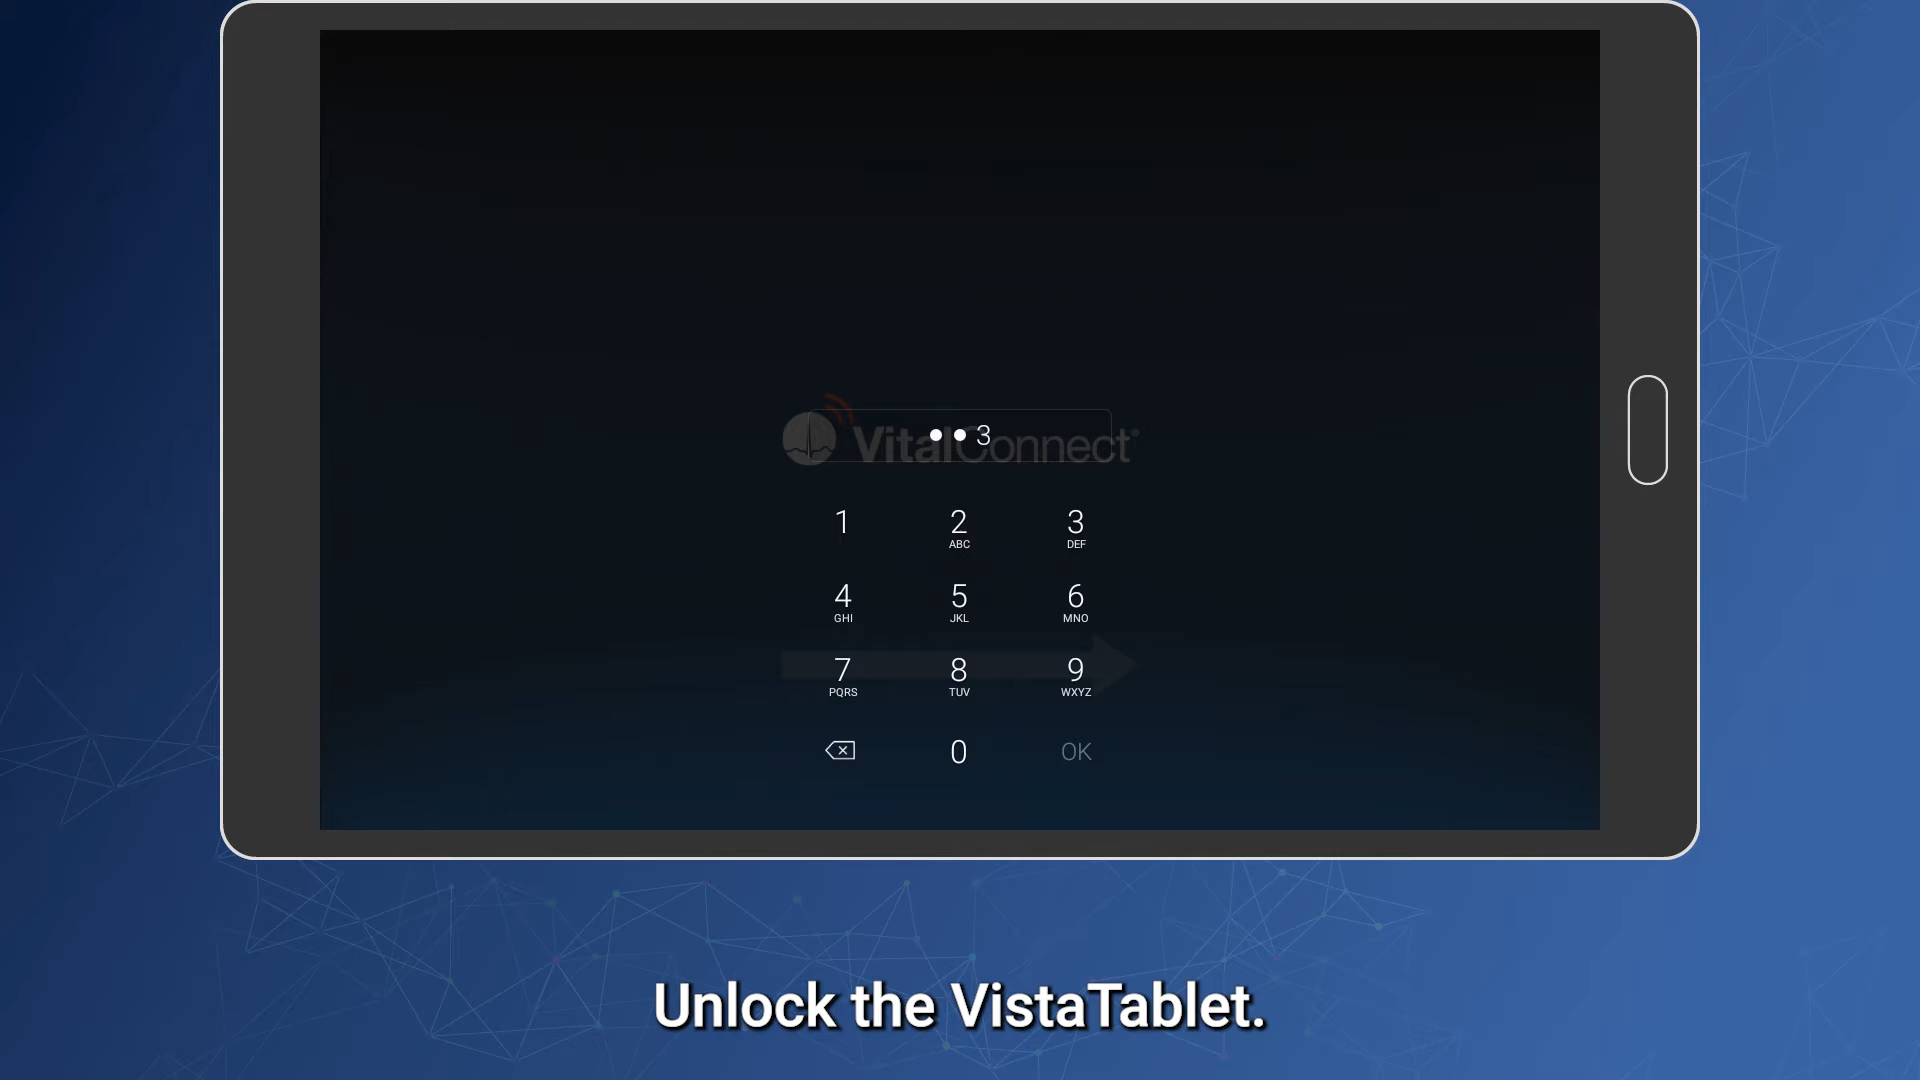 VitalConnect®
●●3
1 2 3
ABC DEF
4 5 6
GHI JKL MNO
7 8 9
PQRS TUV WXYZ
0 OK
Unlock the VistaTablet.